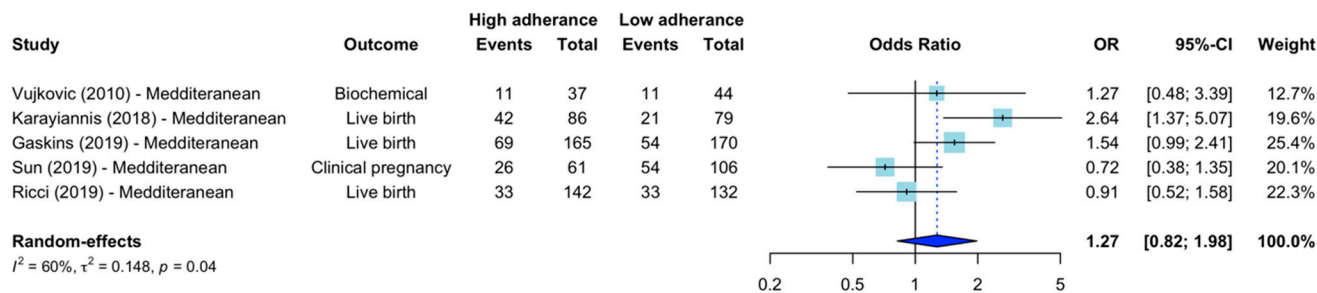 High adherance Low adherance
Study Outcome Events Total Events Total Odds Ratio OR 95%-CI Weight
Vujkovic (2010) - Medditeranean Biochemical 11 37 11 44 1.27 [0.48; 3.39] 12.7%
Karayiannis (2018) - Medditeranean Live birth 42 86 21 79 2.64 [1.37; 5.07] 19.6%
Gaskins (2019) - Medditeranean Live birth 69 165 54 170 1.54 [0.99; 2.41] 25.4%
Sun (2019) - Medditeranean Clinical pregnancy 26 61 54 106 0.72 [0.38; 1.35] 20.1%
Ricci (2019) - Medditeranean Live birth 33 142 33 132 0.91 [0.52; 1.58] 22.3%
Random-effects 1.27 [0.82; 1.98] 100.0%
I² = 60%, τ² = 0.148, p = 0.04
0.2 0.5 1 2 5